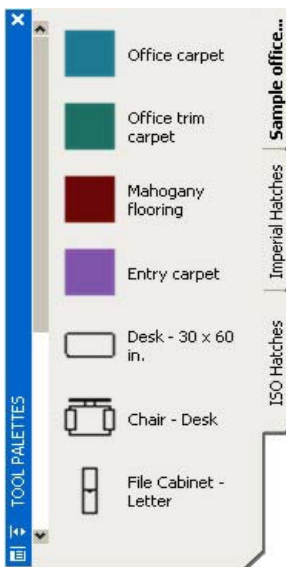 TOOL PALETTES
Office carpet
Office trim
carpet
Mahogany
flooring
Entry carpet
Desk - 30 x 60
in.
Chair - Desk
File Cabinet -
Letter
Sample office...
Imperial Hatches
ISO Hatches